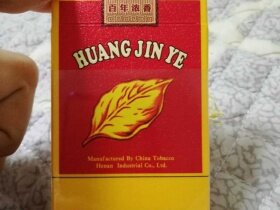 百年浓香
HUANG JIN YE
Manufactured By China Tobacco
Henan Industrial Co., Ltd.